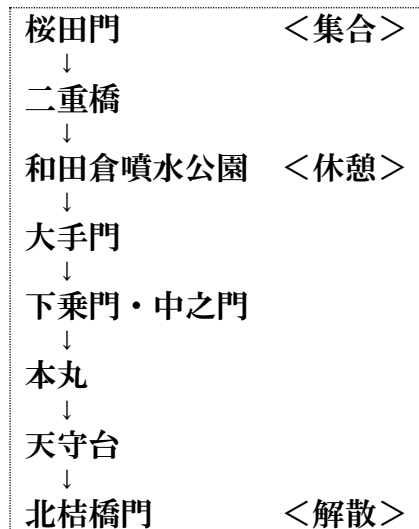 桜田門 ＜集合＞
↓
二重橋
↓
和田倉噴水公園 ＜休憩＞
↓
大手門
↓
下乗門・中之門
↓
本丸
↓
天守台
↓
北桔橋門 ＜解散＞